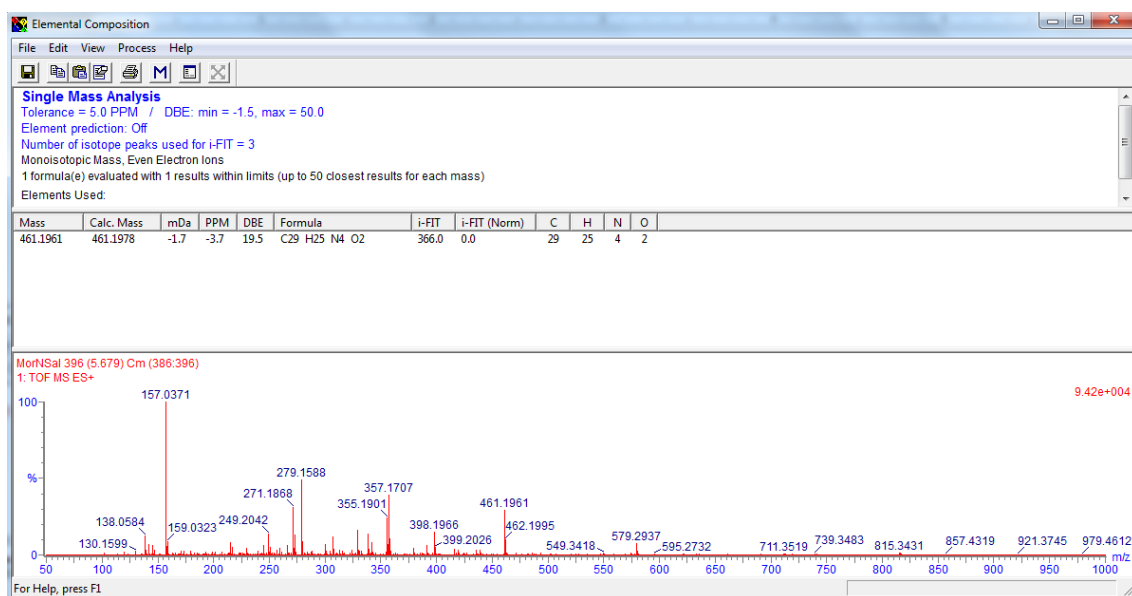 Elemental Composition
File Edit View Process Help
M
Single Mass Analysis
Tolerance = 5.0 PPM / DBE: min = -1.5, max = 50.0
Element prediction: Off
Number of isotope peaks used for i-FIT = 3
Monoisotopic Mass, Even Electron Ions
1 formula(e) evaluated with 1 results within limits (up to 50 closest results for each mass)
Elements Used:
Mass Calc. Mass mDa PPM DBE Formula i-FIT i-FIT (Norm) C H N O
461.1961 461.1978 -1.7 -3.7 19.5 C29 H25 N4 O2 366.0 0.0 29 25 4 2
MorNSal 396 (5.679) Cm (386:396)
1: TOF MS ES+
9.42e+004
157.0371
100
%
279.1588
271.1868
357.1707
355.1901
461.1961
138.0584
159.0323
249.2042
398.1966
462.1995
130.1599
399.2026
549.3418
579.2937
595.2732
711.3519
739.3483
815.3431
857.4319
921.3745
979.4612
0
m/z
50 100 150 200 250 300 350 400 450 500 550 600 650 700 750 800 850 900 950 1000
For Help, press F1